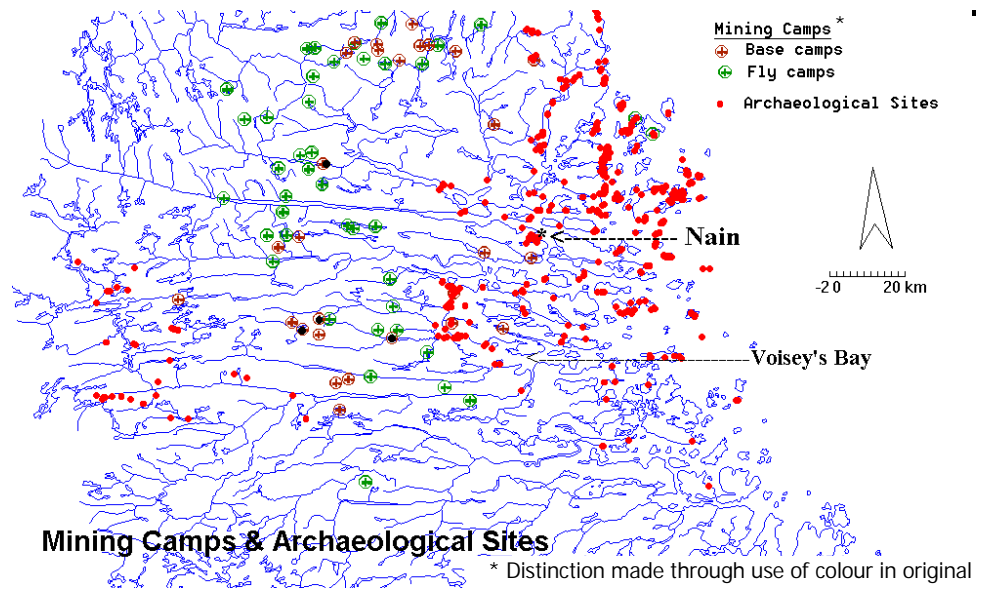 Mining Camps *
Base camps
Fly camps
Archaeological Sites
* Nain
-2 0 20 km
Voisey's Bay
Mining Camps & Archaeological Sites
* Distinction made through use of colour in original